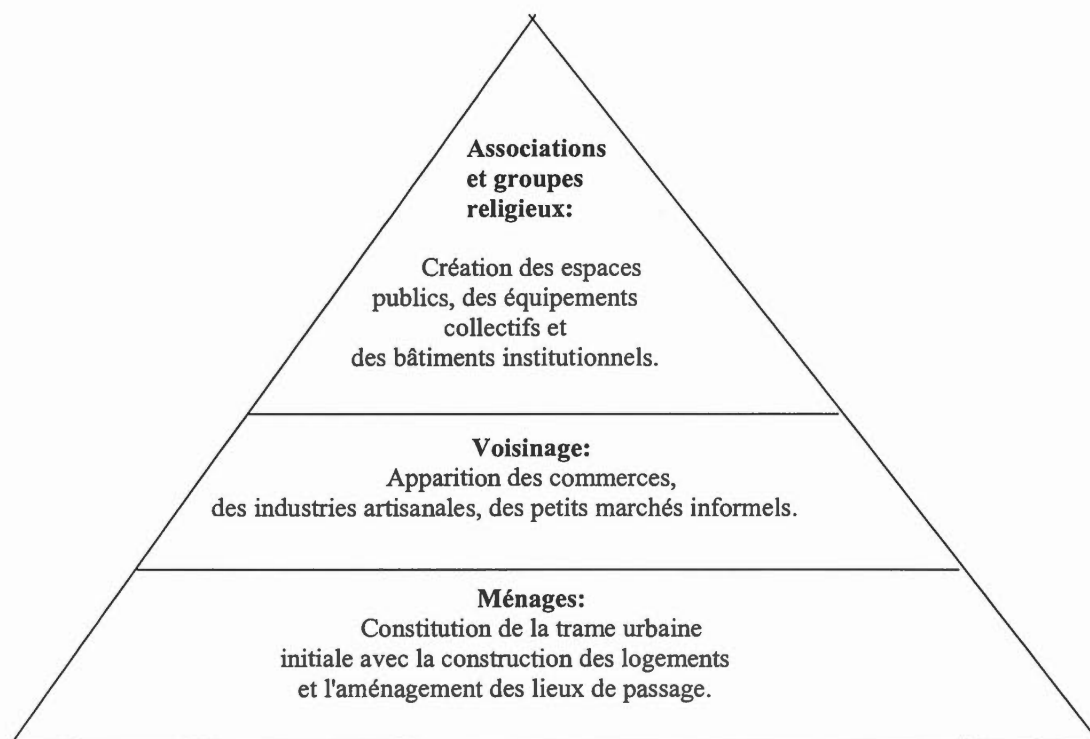 Associations
et groupes
religieux:
Création des espaces
publics, des équipements
collectifs et
des bâtiments institutionnels.
Voisinage:
Apparition des commerces,
des industries artisanales, des petits marchés informels.
Ménages:
Constitution de la trame urbaine
initiale avec la construction des logements
et l'aménagement des lieux de passage.